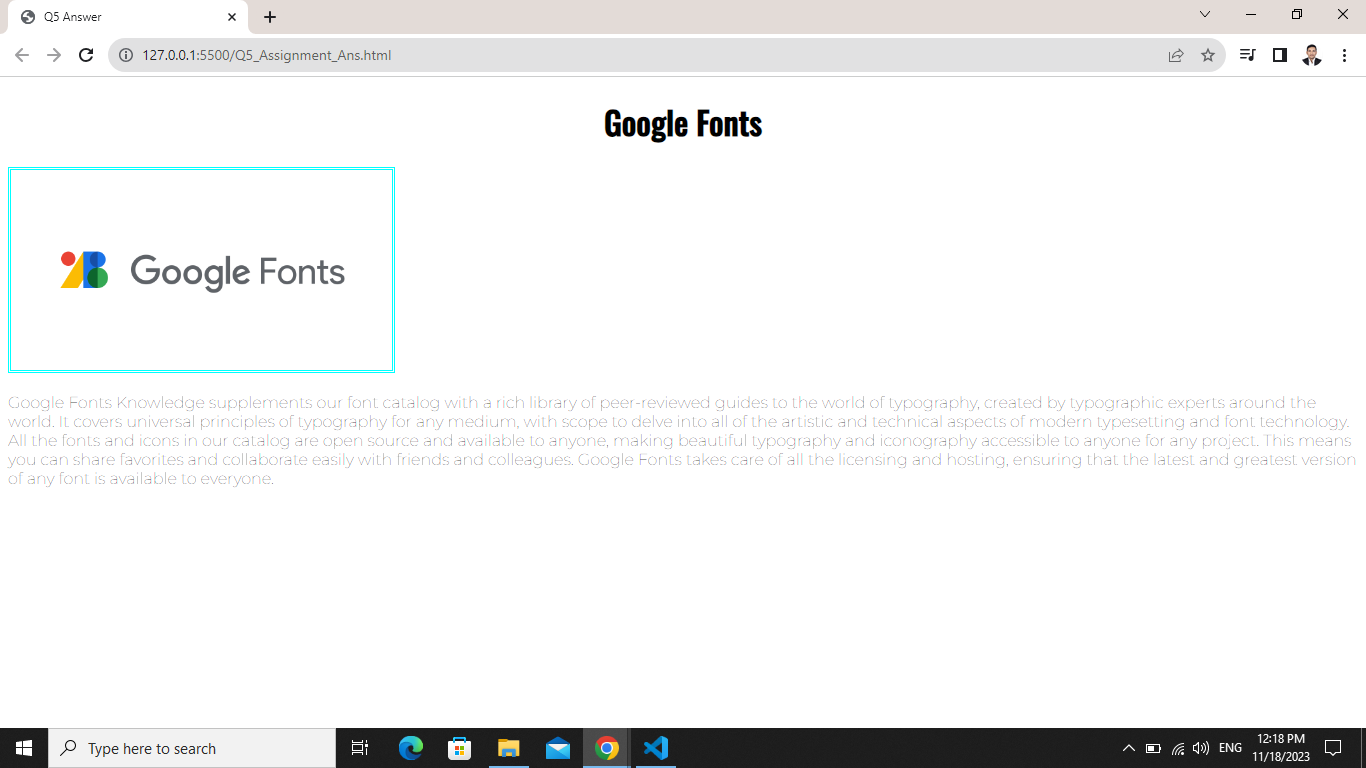 Q5 Answer
127.0.0.1:5500/Q5_Assignment_Ans.html
Google Fonts
Google Fonts
Google Fonts Knowledge supplements our font catalog with a rich library of peer-reviewed guides to the world of typography, created by typographic experts around the
world. It covers universal principles of typography for any medium, with scope to delve into all of the artistic and technical aspects of modern typesetting and font technology.
All the fonts and icons in our catalog are open source and available to anyone, making beautiful typography and iconography accessible to anyone for any project. This means
you can share favorites and collaborate easily with friends and colleagues. Google Fonts takes care of all the licensing and hosting, ensuring that the latest and greatest version
of any font is available to everyone.
Type here to search
ENG
12:18 PM
11/18/2023